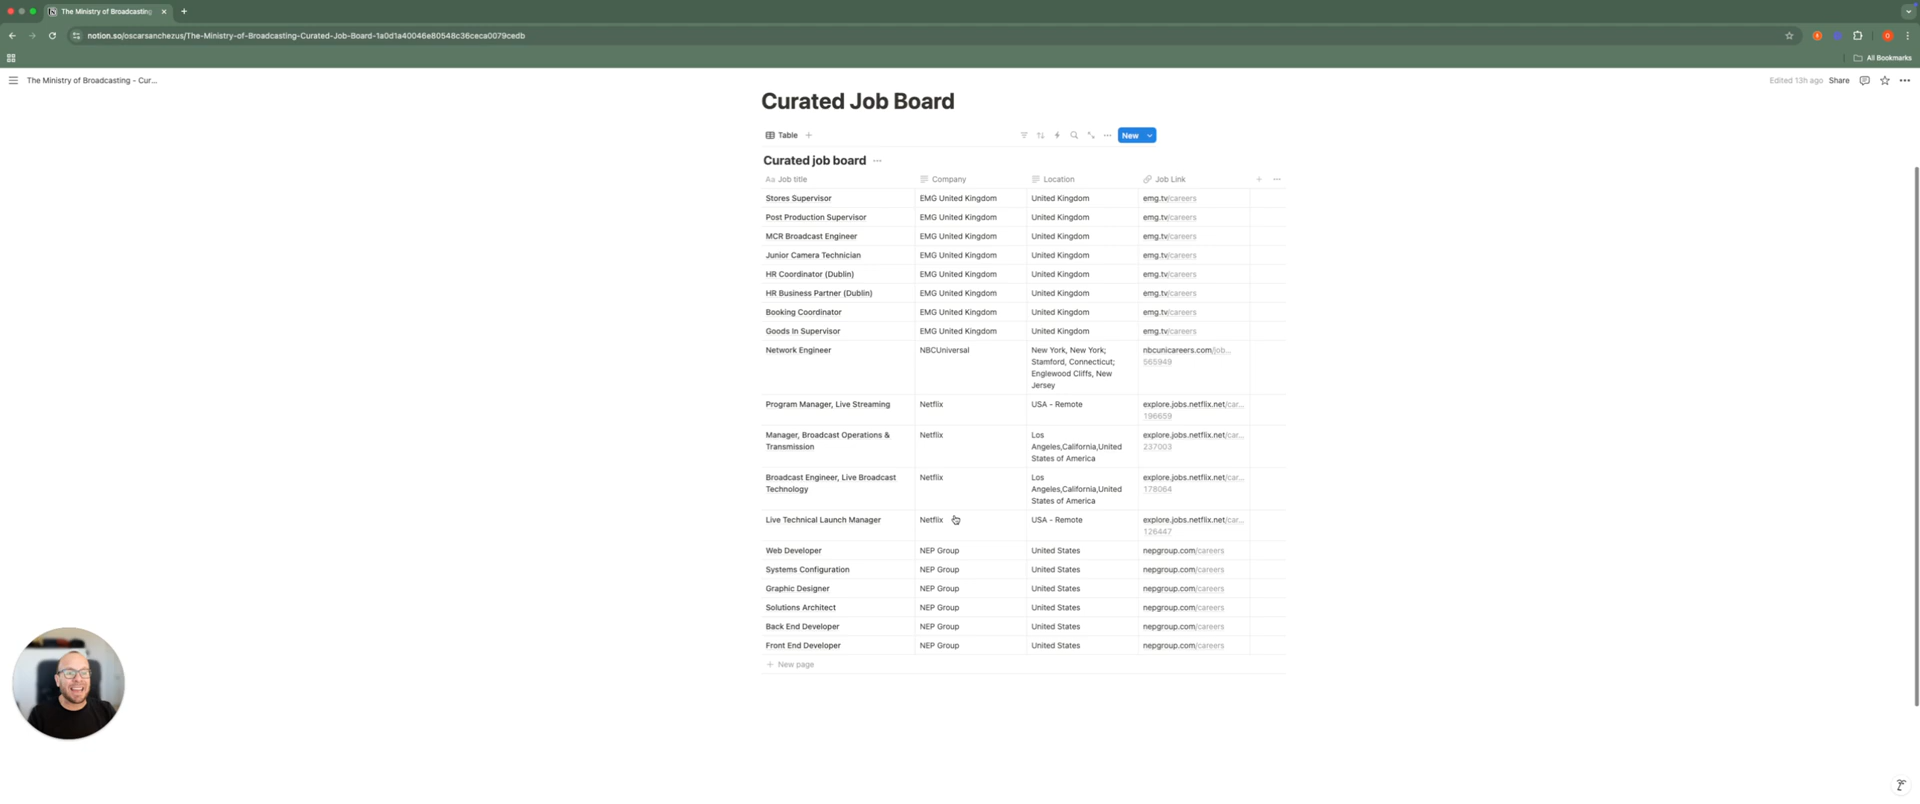 The Ministry of Broadcasting
notion.so/oscarsanchezus/The-Ministry-of-Broadcasting-Curated-Job-Board-1a0d1a40046e80548c36ceca0079cedb
All Bookmarks
The Ministry of Broadcasting - Cur...
Edited 13h ago Share
Curated Job Board
Table
New
Curated job board
Aa Job title Company Location Job Link
Stores Supervisor EMG United Kingdom United Kingdom emg.tv/careers
Post Production Supervisor EMG United Kingdom United Kingdom emg.tv/careers
MCR Broadcast Engineer EMG United Kingdom United Kingdom emg.tv/careers
Junior Camera Technician EMG United Kingdom United Kingdom emg.tv/careers
HR Coordinator (Dublin) EMG United Kingdom United Kingdom emg.tv/careers
HR Business Partner (Dublin) EMG United Kingdom United Kingdom emg.tv/careers
Booking Coordinator EMG United Kingdom United Kingdom emg.tv/careers
Goods In Supervisor EMG United Kingdom United Kingdom emg.tv/careers
Network Engineer NBCUniversal New York, New York; nbcunicareers.com/job...
Stamford, Connecticut; 565949
Englewood Cliffs, New
Jersey
Program Manager, Live Streaming Netflix USA - Remote explore.jobs.netflix.net/car...
196659
Manager, Broadcast Operations & Netflix Los explore.jobs.netflix.net/car...
Transmission Angeles,California,United 237003
States of America
Broadcast Engineer, Live Broadcast Netflix Los explore.jobs.netflix.net/car...
Technology Angeles,California,United 178064
States of America
Live Technical Launch Manager Netflix USA - Remote explore.jobs.netflix.net/car...
126447
Web Developer NEP Group United States nepgroup.com/careers
Systems Configuration NEP Group United States nepgroup.com/careers
Graphic Designer NEP Group United States nepgroup.com/careers
Solutions Architect NEP Group United States nepgroup.com/careers
Back End Developer NEP Group United States nepgroup.com/careers
Front End Developer NEP Group United States nepgroup.com/careers
New page